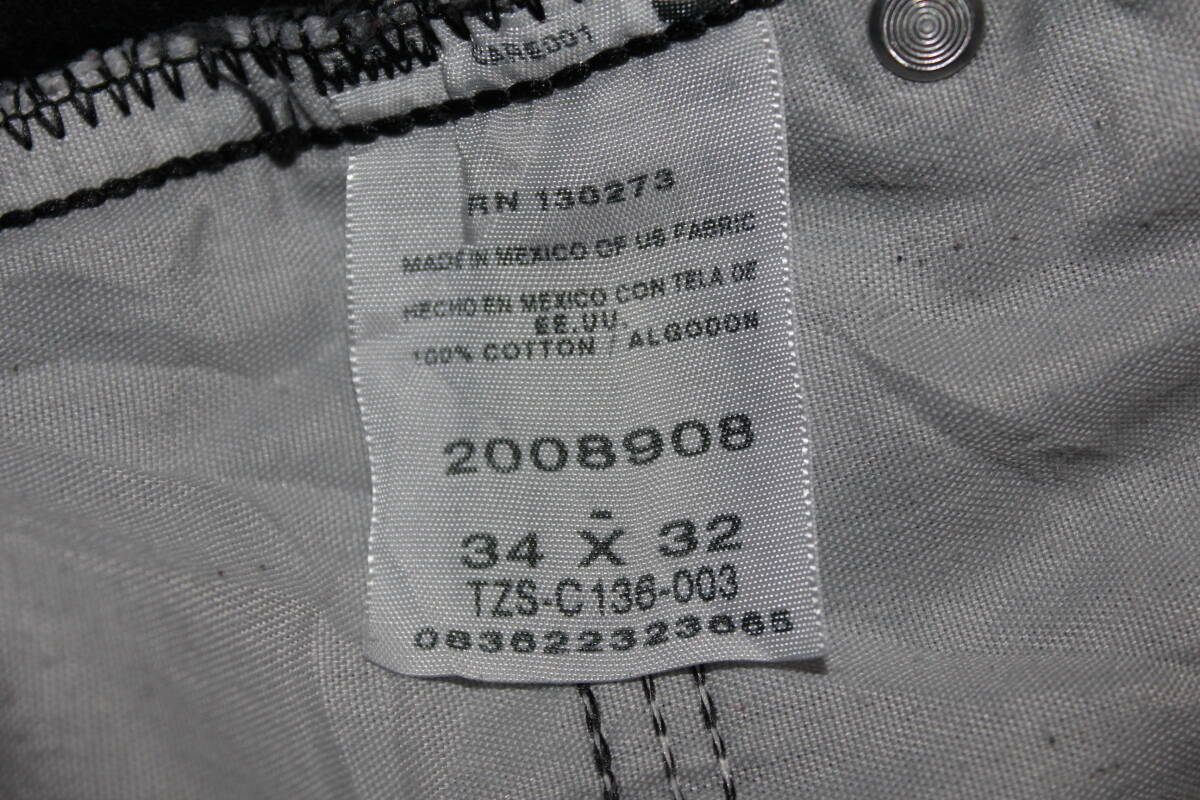 CARE001
RN 130273
MADE IN MEXICO OF US FABRIC
HECHO EN MEXICO CON TELA DE
EE.UU.
100% COTTON / ALGODON
2008908
34 X 32
TZS-C136-003
083622323665